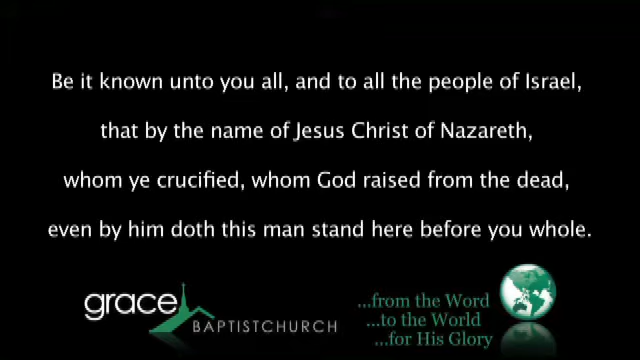 Be it known unto you all, and to all the people of Israel,
that by the name of Jesus Christ of Nazareth,
whom ye crucified, whom God raised from the dead,
even by him doth this man stand here before you whole.
grace
BAPTISTCHURCH
...from the Word
...to the World
...for His Glory